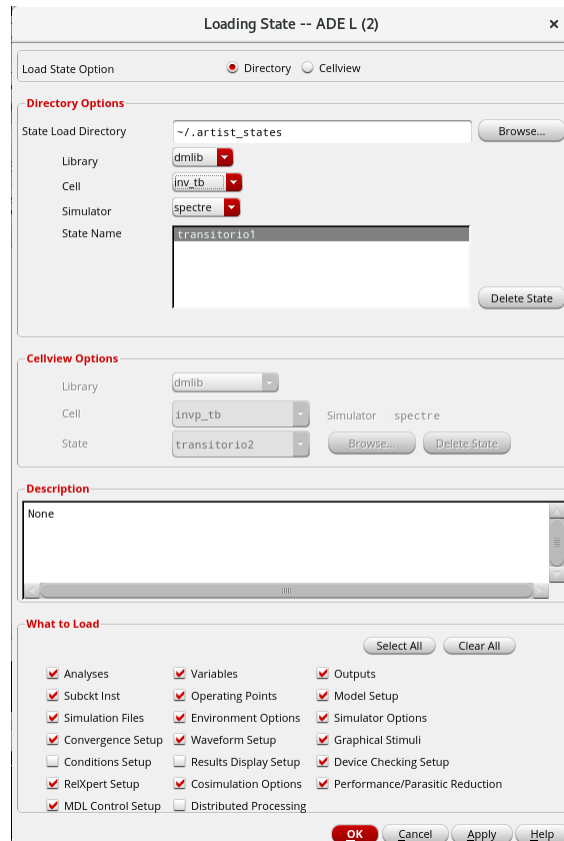 Loading State -- ADE L (2) ×
Load State Option Directory Cellview
Directory Options
State Load Directory ~/.artist_states Browse...
Library dmlib
Cell inv_tb
Simulator spectre
State Name transitorio1
Delete State
Cellview Options
Library dmlib
Cell invp_tb Simulator spectre
State transitorio2 Browse... Delete State
Description
None
What to Load
Select All Clear All
Analyses Variables Outputs
Subckt Inst Operating Points Model Setup
Simulation Files Environment Options Simulator Options
Convergence Setup Waveform Setup Graphical Stimuli
Conditions Setup Results Display Setup Device Checking Setup
RelXpert Setup Cosimulation Options Performance/Parasitic Reduction
MDL Control Setup Distributed Processing
OK Cancel Apply Help